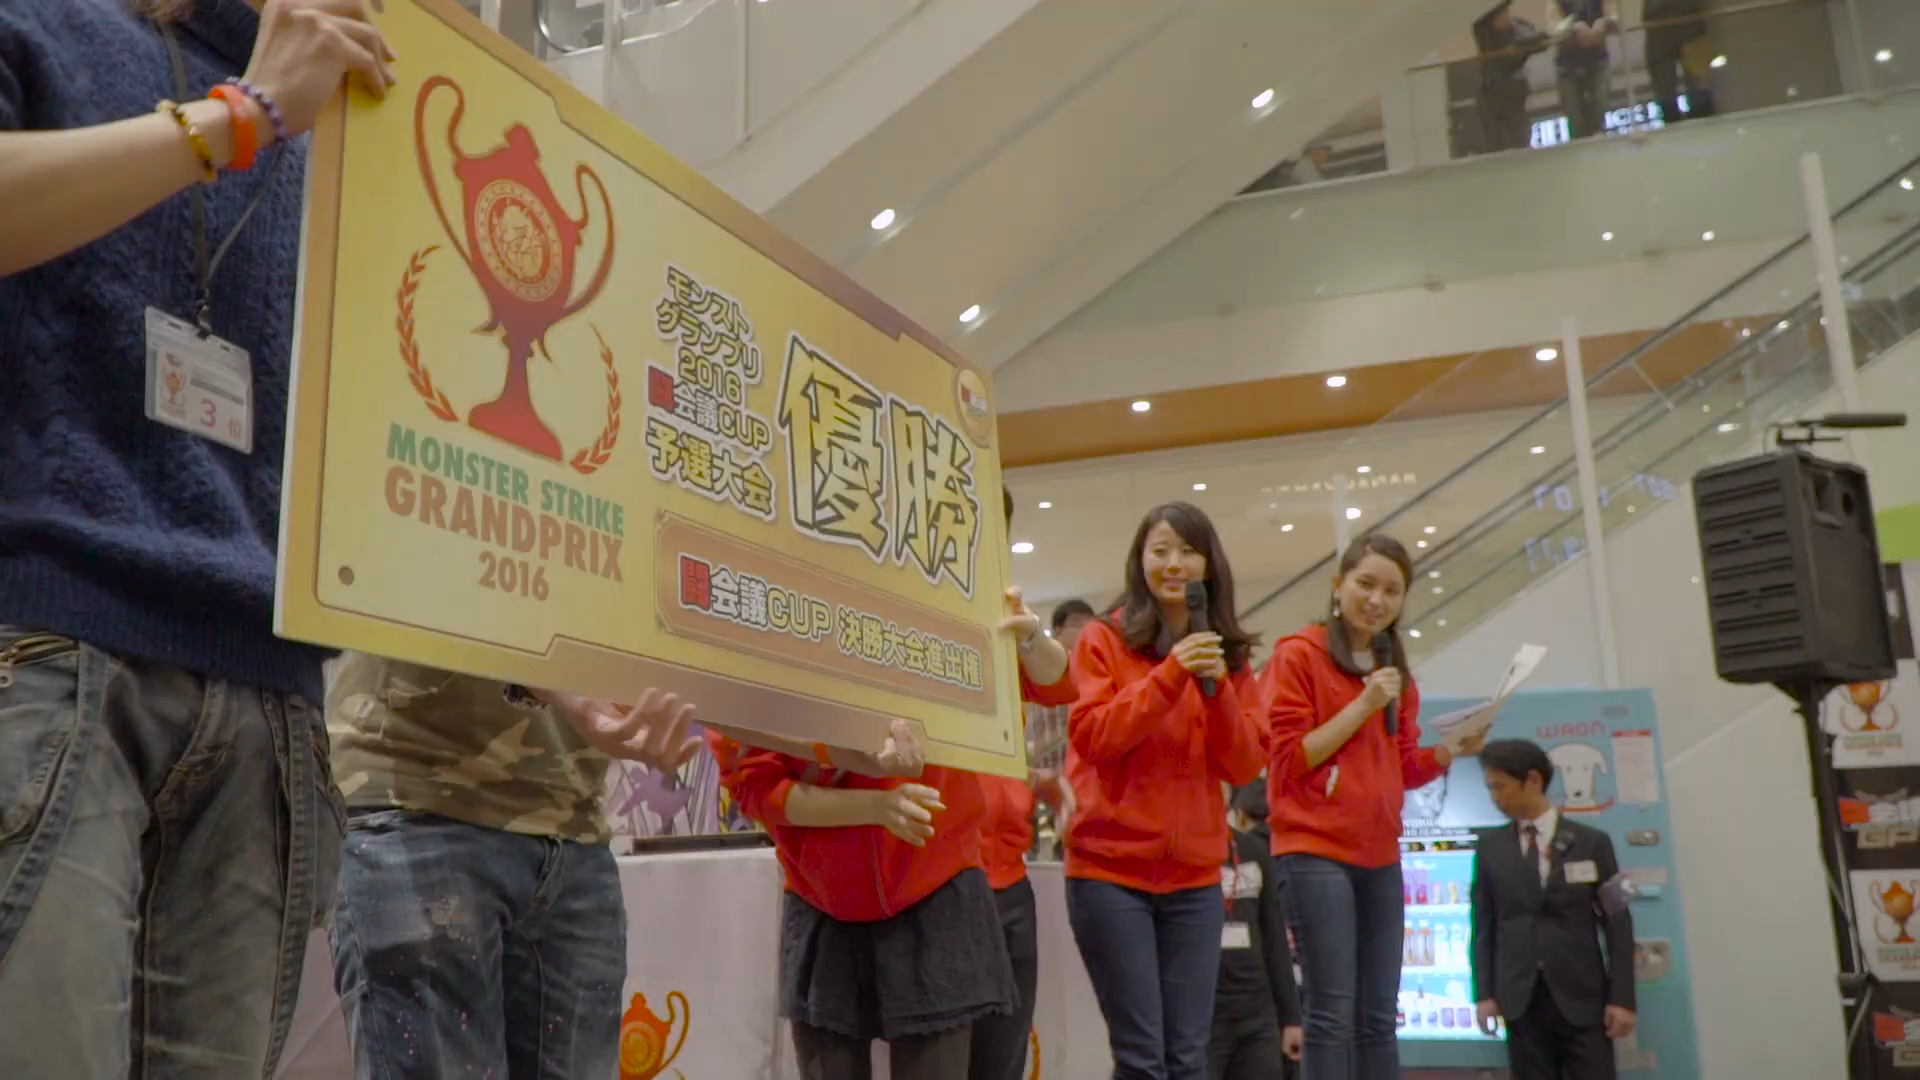 MONSTER STRIKE
GRANDPRIX
2016
モンスト
グランプリ
2016
闘会議CUP
予選大会
優勝
闘会議CUP 決勝大会進出権
3位
WAON